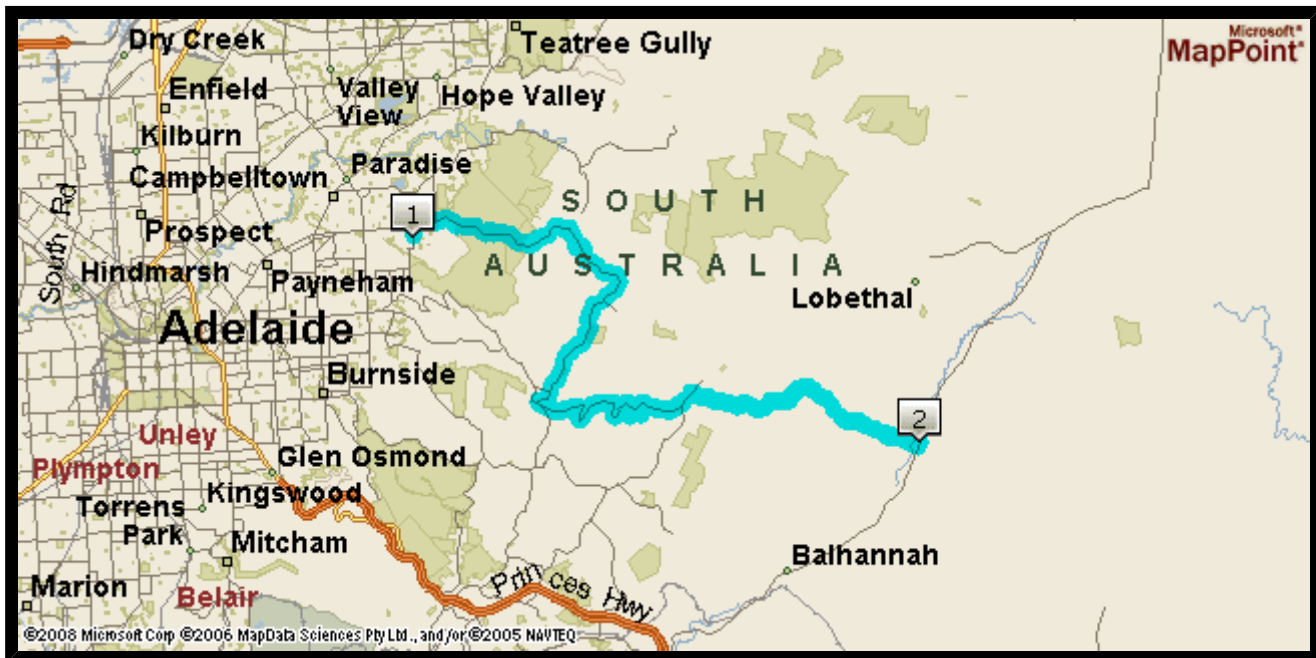 Microsoft®
MapPoint®
Dry Creek
Teatree Gully
Enfield
Valley
View
Hope Valley
Kilburn
Paradise
Campbelltown
South Rd
SOUTH
1
Prospect
Hindmarsh
Payneham
AUSTRALIA
Lobethal
Adelaide
Burnside
2
Unley
Plympton
Glen Osmond
Torrens
Park
Kingswood
Mitcham
Balhannah
Marion
Belair
Princes Hwy
©2008 Microsoft Corp ©2006 MapData Sciences Pty Ltd., and/or ©2005 NAVTEQ